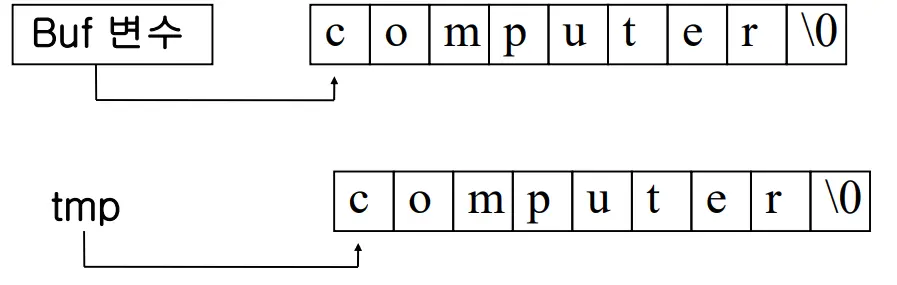 Buf 변수 c o m p u t e r \0
tmp c o m p u t e r \0